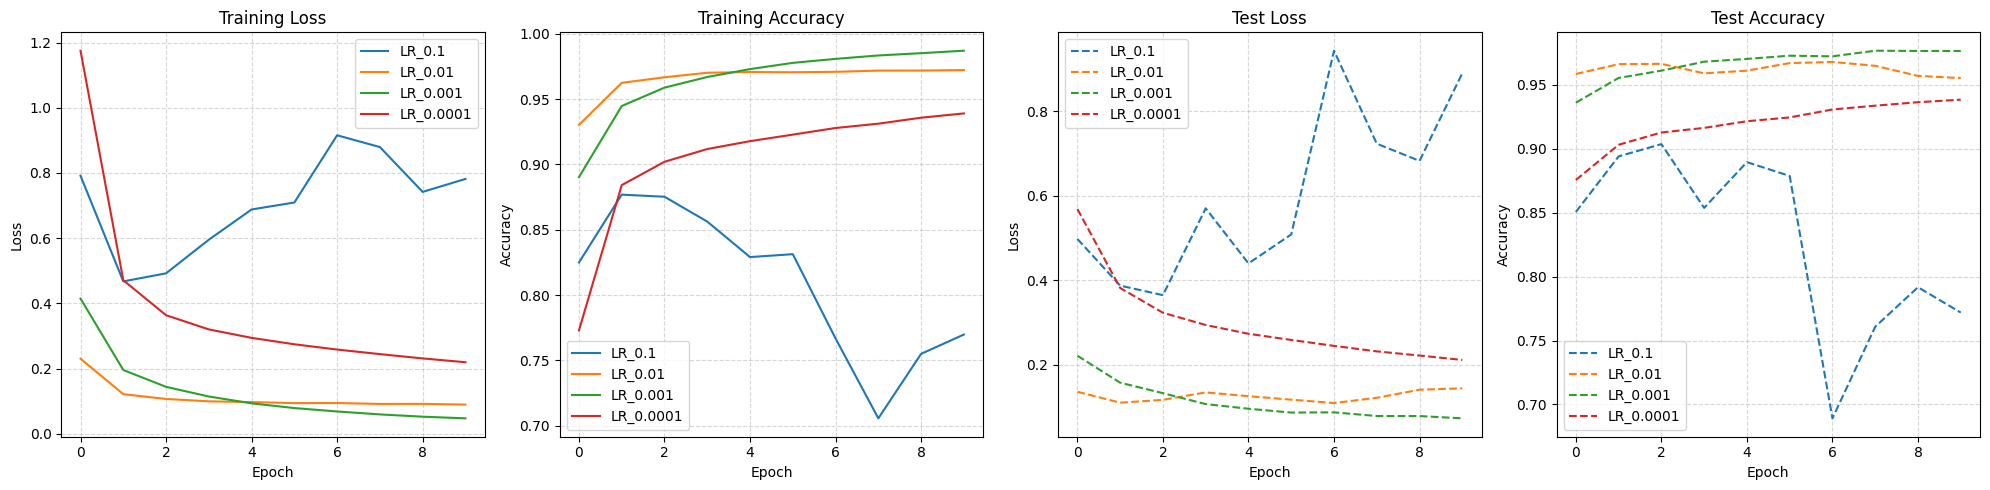 Training Loss
1.2
1.0
0.8
0.6
0.4
0.2
0.0
Loss
0 2 4 6 8
Epoch
LR_0.1
LR_0.01
LR_0.001
LR_0.0001
Training Accuracy
1.00
0.95
0.90
0.85
0.80
0.75
0.70
Accuracy
0 2 4 6 8
Epoch
LR_0.1
LR_0.01
LR_0.001
LR_0.0001
Test Loss
0.8
0.6
0.4
0.2
Loss
0 2 4 6 8
Epoch
LR_0.1
LR_0.01
LR_0.001
LR_0.0001
Test Accuracy
0.95
0.90
0.85
0.80
0.75
0.70
Accuracy
0 2 4 6 8
Epoch
LR_0.1
LR_0.01
LR_0.001
LR_0.0001